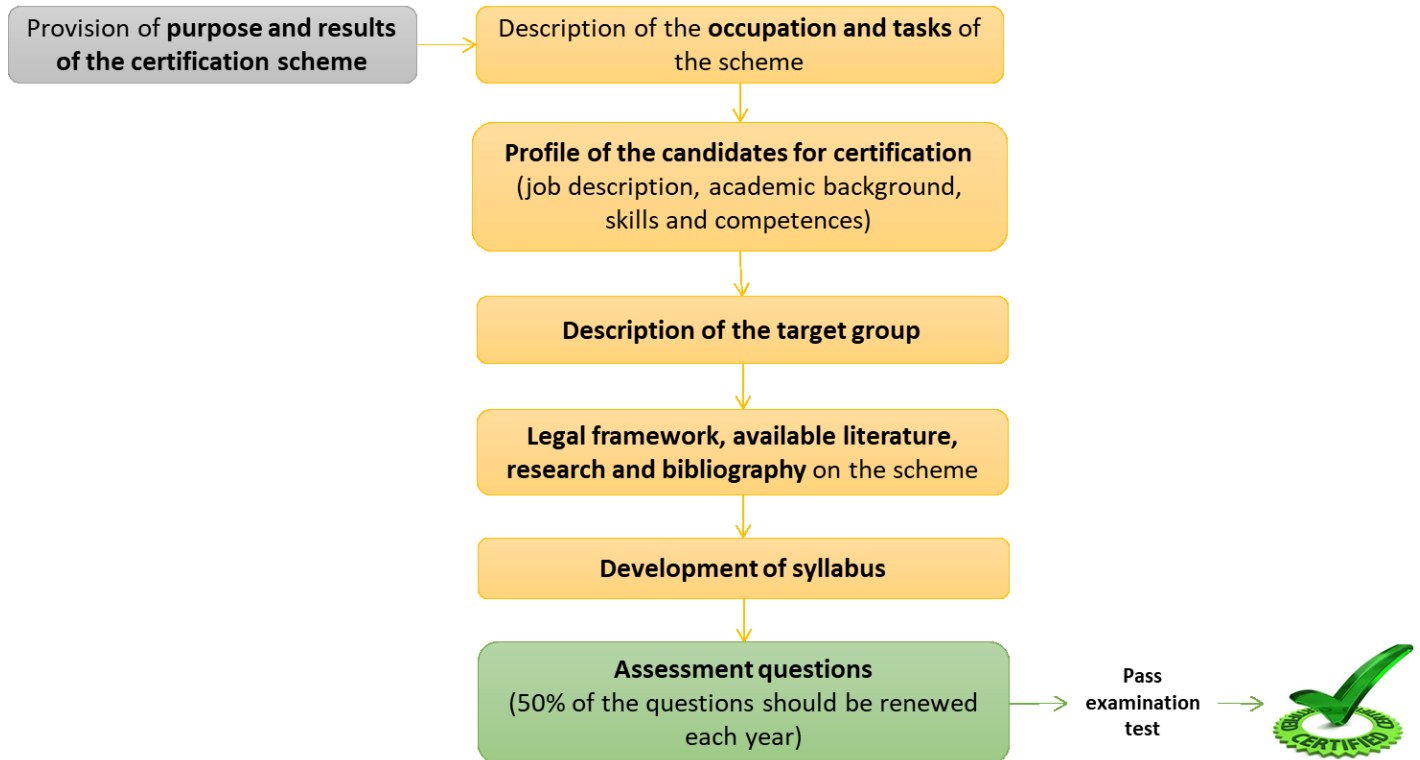 Provision of purpose and results
of the certification scheme
Description of the occupation and tasks of
the scheme
Profile of the candidates for certification
(job description, academic background,
skills and competences)
Description of the target group
Legal framework, available literature,
research and bibliography on the scheme
Development of syllabus
Assessment questions
(50% of the questions should be renewed
each year)
Pass
examination
test
CERTIFIED